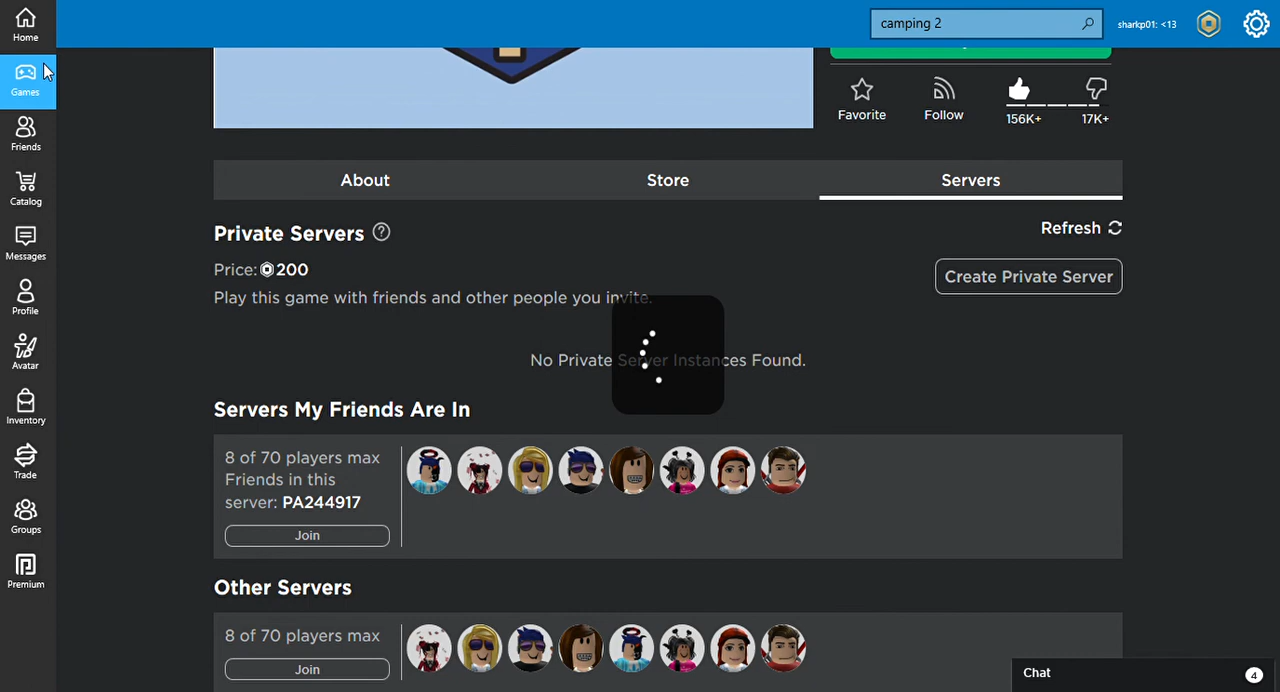 camping 2
sharkp01: <13
Home
Games
Friends
Catalog
Messages
Profile
Avatar
Inventory
Trade
Groups
Premium
Favorite
Follow
156K+
17K+
About
Store
Servers
Private Servers
Refresh
Price: 200
Create Private Server
Play this game with friends and other people you invite.
No Private Server Instances Found.
Servers My Friends Are In
8 of 70 players max
Friends in this
server: PA244917
Join
Other Servers
8 of 70 players max
Join
Chat
4